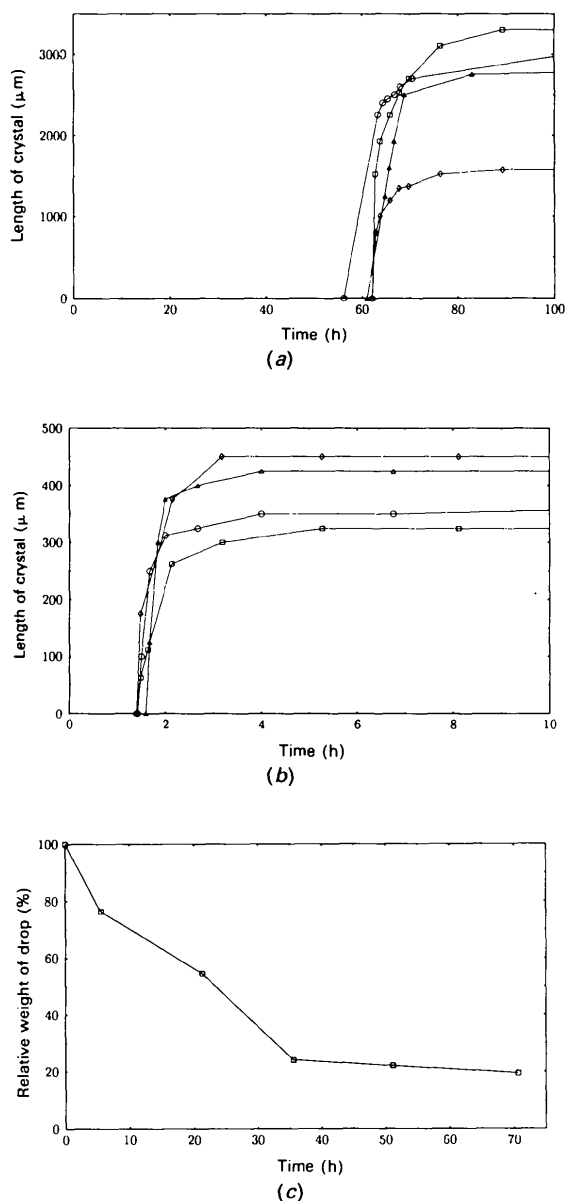 3000
2000
1000
0
Length of crystal (μm)
0 20 40 60 80 100
Time (h)
(a)
500
400
300
200
100
0
Length of crystal (μm)
0 2 4 6 8 10
Time (h)
(b)
100
80
60
40
20
0
Relative weight of drop (%)
0 10 20 30 40 50 60 70
Time (h)
(c)